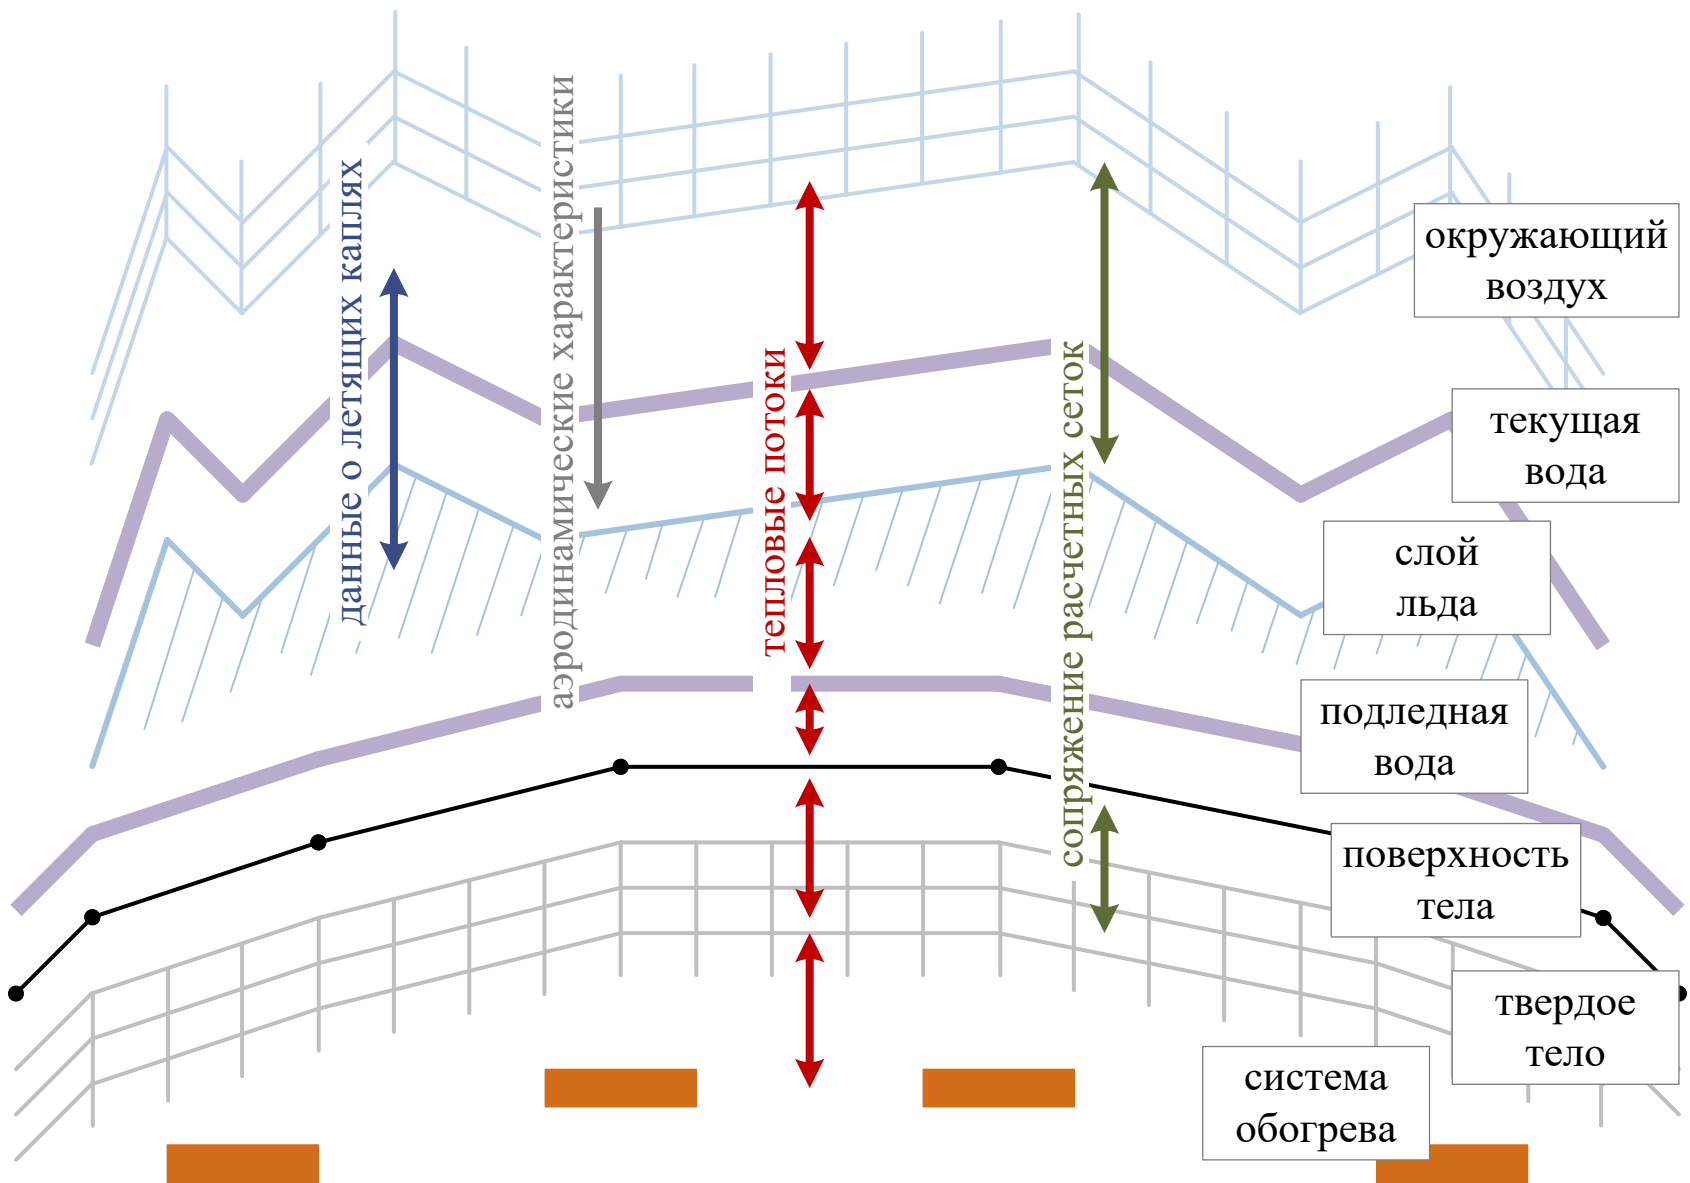 данные о летящих каплях
аэродинамические характеристики
тепловые потоки
сопряжение расчетных сеток
окружающий
воздух
текущая
вода
слой
льда
подледная
вода
поверхность
тела
твердое
тело
система
обогрева